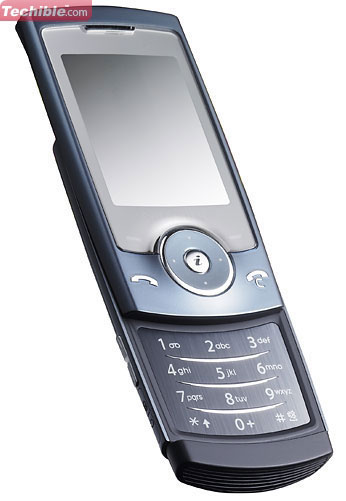 Techible.com
i
1 2abc 3def
4ghi 5jkl 6mno
7pqrs 8tuv 9wxyz
* 0+ #